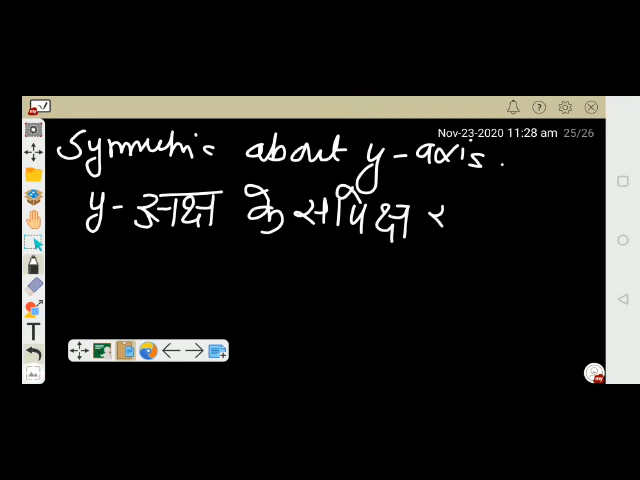 Nov-23-2020 11:28 am 25/26
Symmetric about y-axis.
y-अक्ष के सापेक्ष स
T